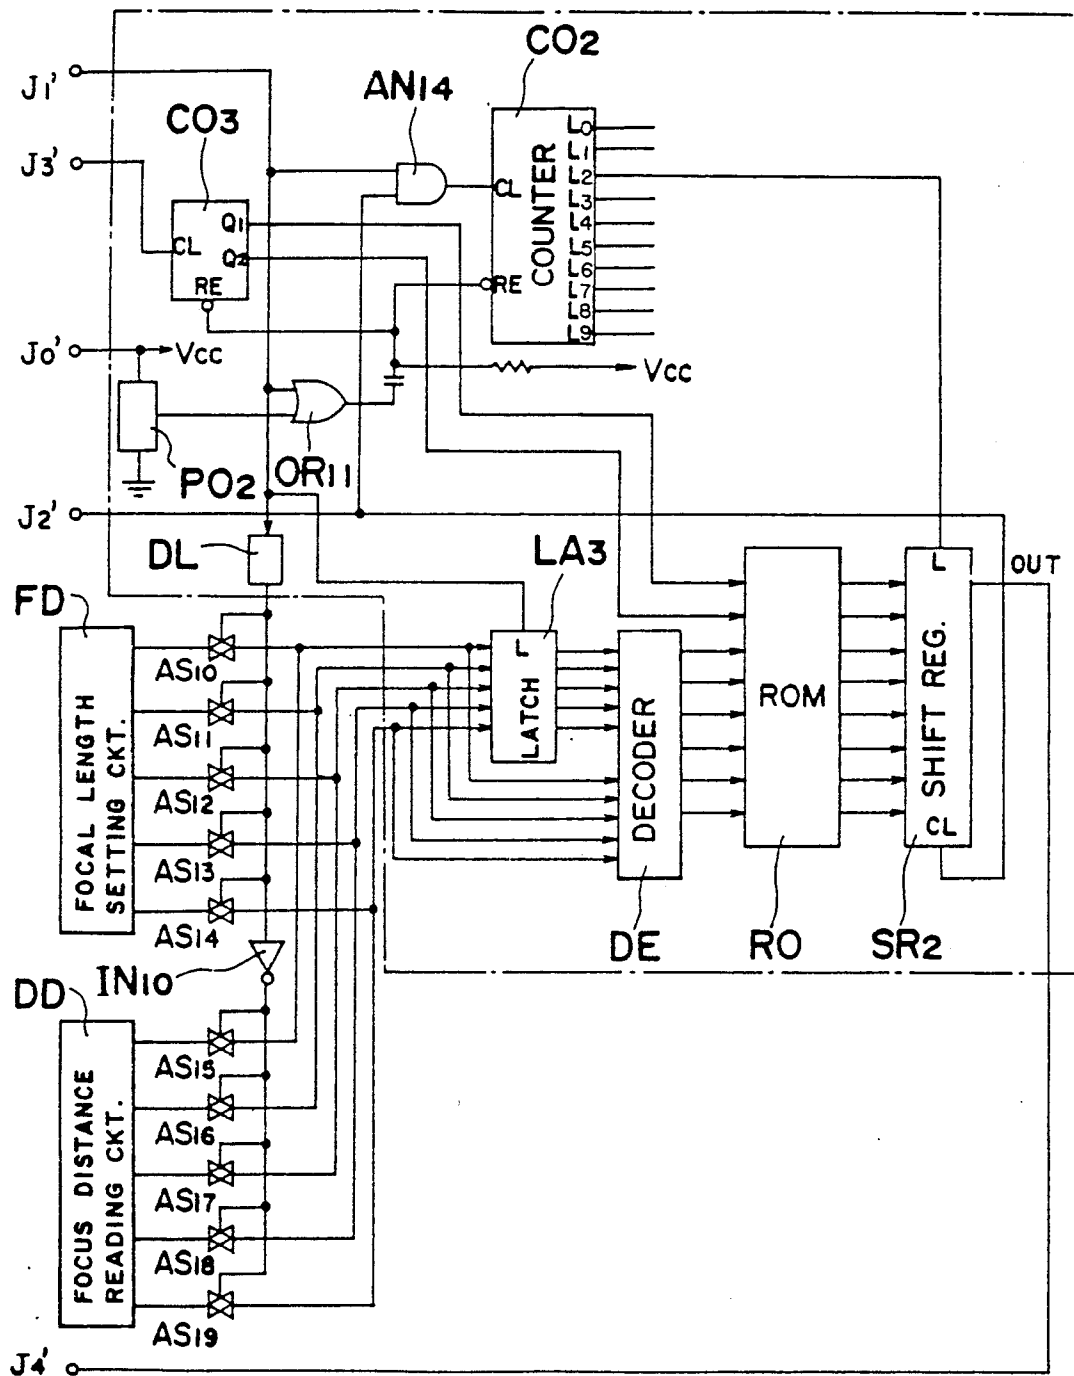 CO2
J1'
AN14
CO3
J3'
CL
Q1
Q2
RE
CL
COUNTER
RE
L0
L1
L2
L3
L4
L5
L6
L7
L8
L9
J0'
Vcc
Vcc
PO2
OR11
J2'
DL
LA3
L
OUT
FD
AS10
AS11
AS12
AS13
AS14
FOCAL LENGTH
SETTING CKT.
L
LATCH
DECODER
ROM
SHIFT REG.
CL
DE
RO
SR2
IN10
DD
AS15
AS16
AS17
AS18
AS19
FOCUS DISTANCE
READING CKT.
J4'